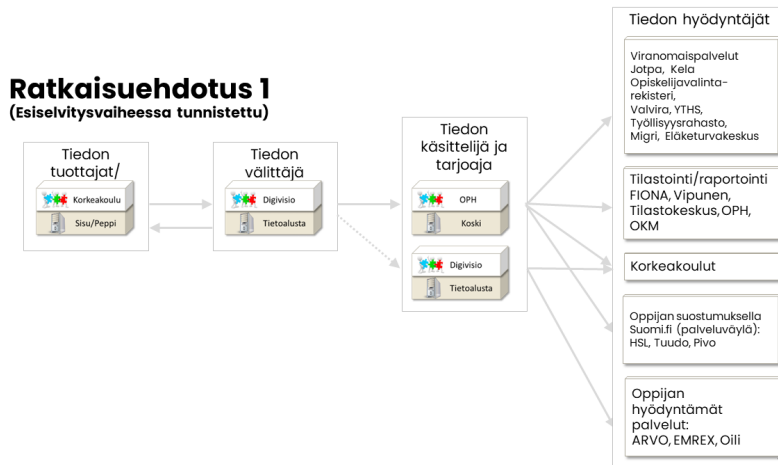 Ratkaisuehdotus 1
(Esiselvitysvaiheessa tunnistettu)
Tiedon
tuottajat/
Korkeakoulu
Sisu/Peppi
Tiedon
välittäjä
Digivisio
Tietoalusta
Tiedon
käsittelijä ja
tarjoaja
OPH
Koski
Digivisio
Tietoalusta
Tiedon hyödyntäjät
Viranomaispalvelut
Jotpa, Kela
Opiskelijavalinta-
rekisteri,
Valvira, YTHS,
Työllisyysrahasto,
Migri, Eläketurvakeskus
Tilastointi/raportointi
FIONA, Vipunen,
Tilastokeskus, OPH,
OKM
Korkeakoulut
Oppijan suostumuksella
Suomi.fi (palveluväylä):
HSL, Tuudo, Pivo
Oppijan
hyödyntämät
palvelut:
ARVO, EMREX, Oili